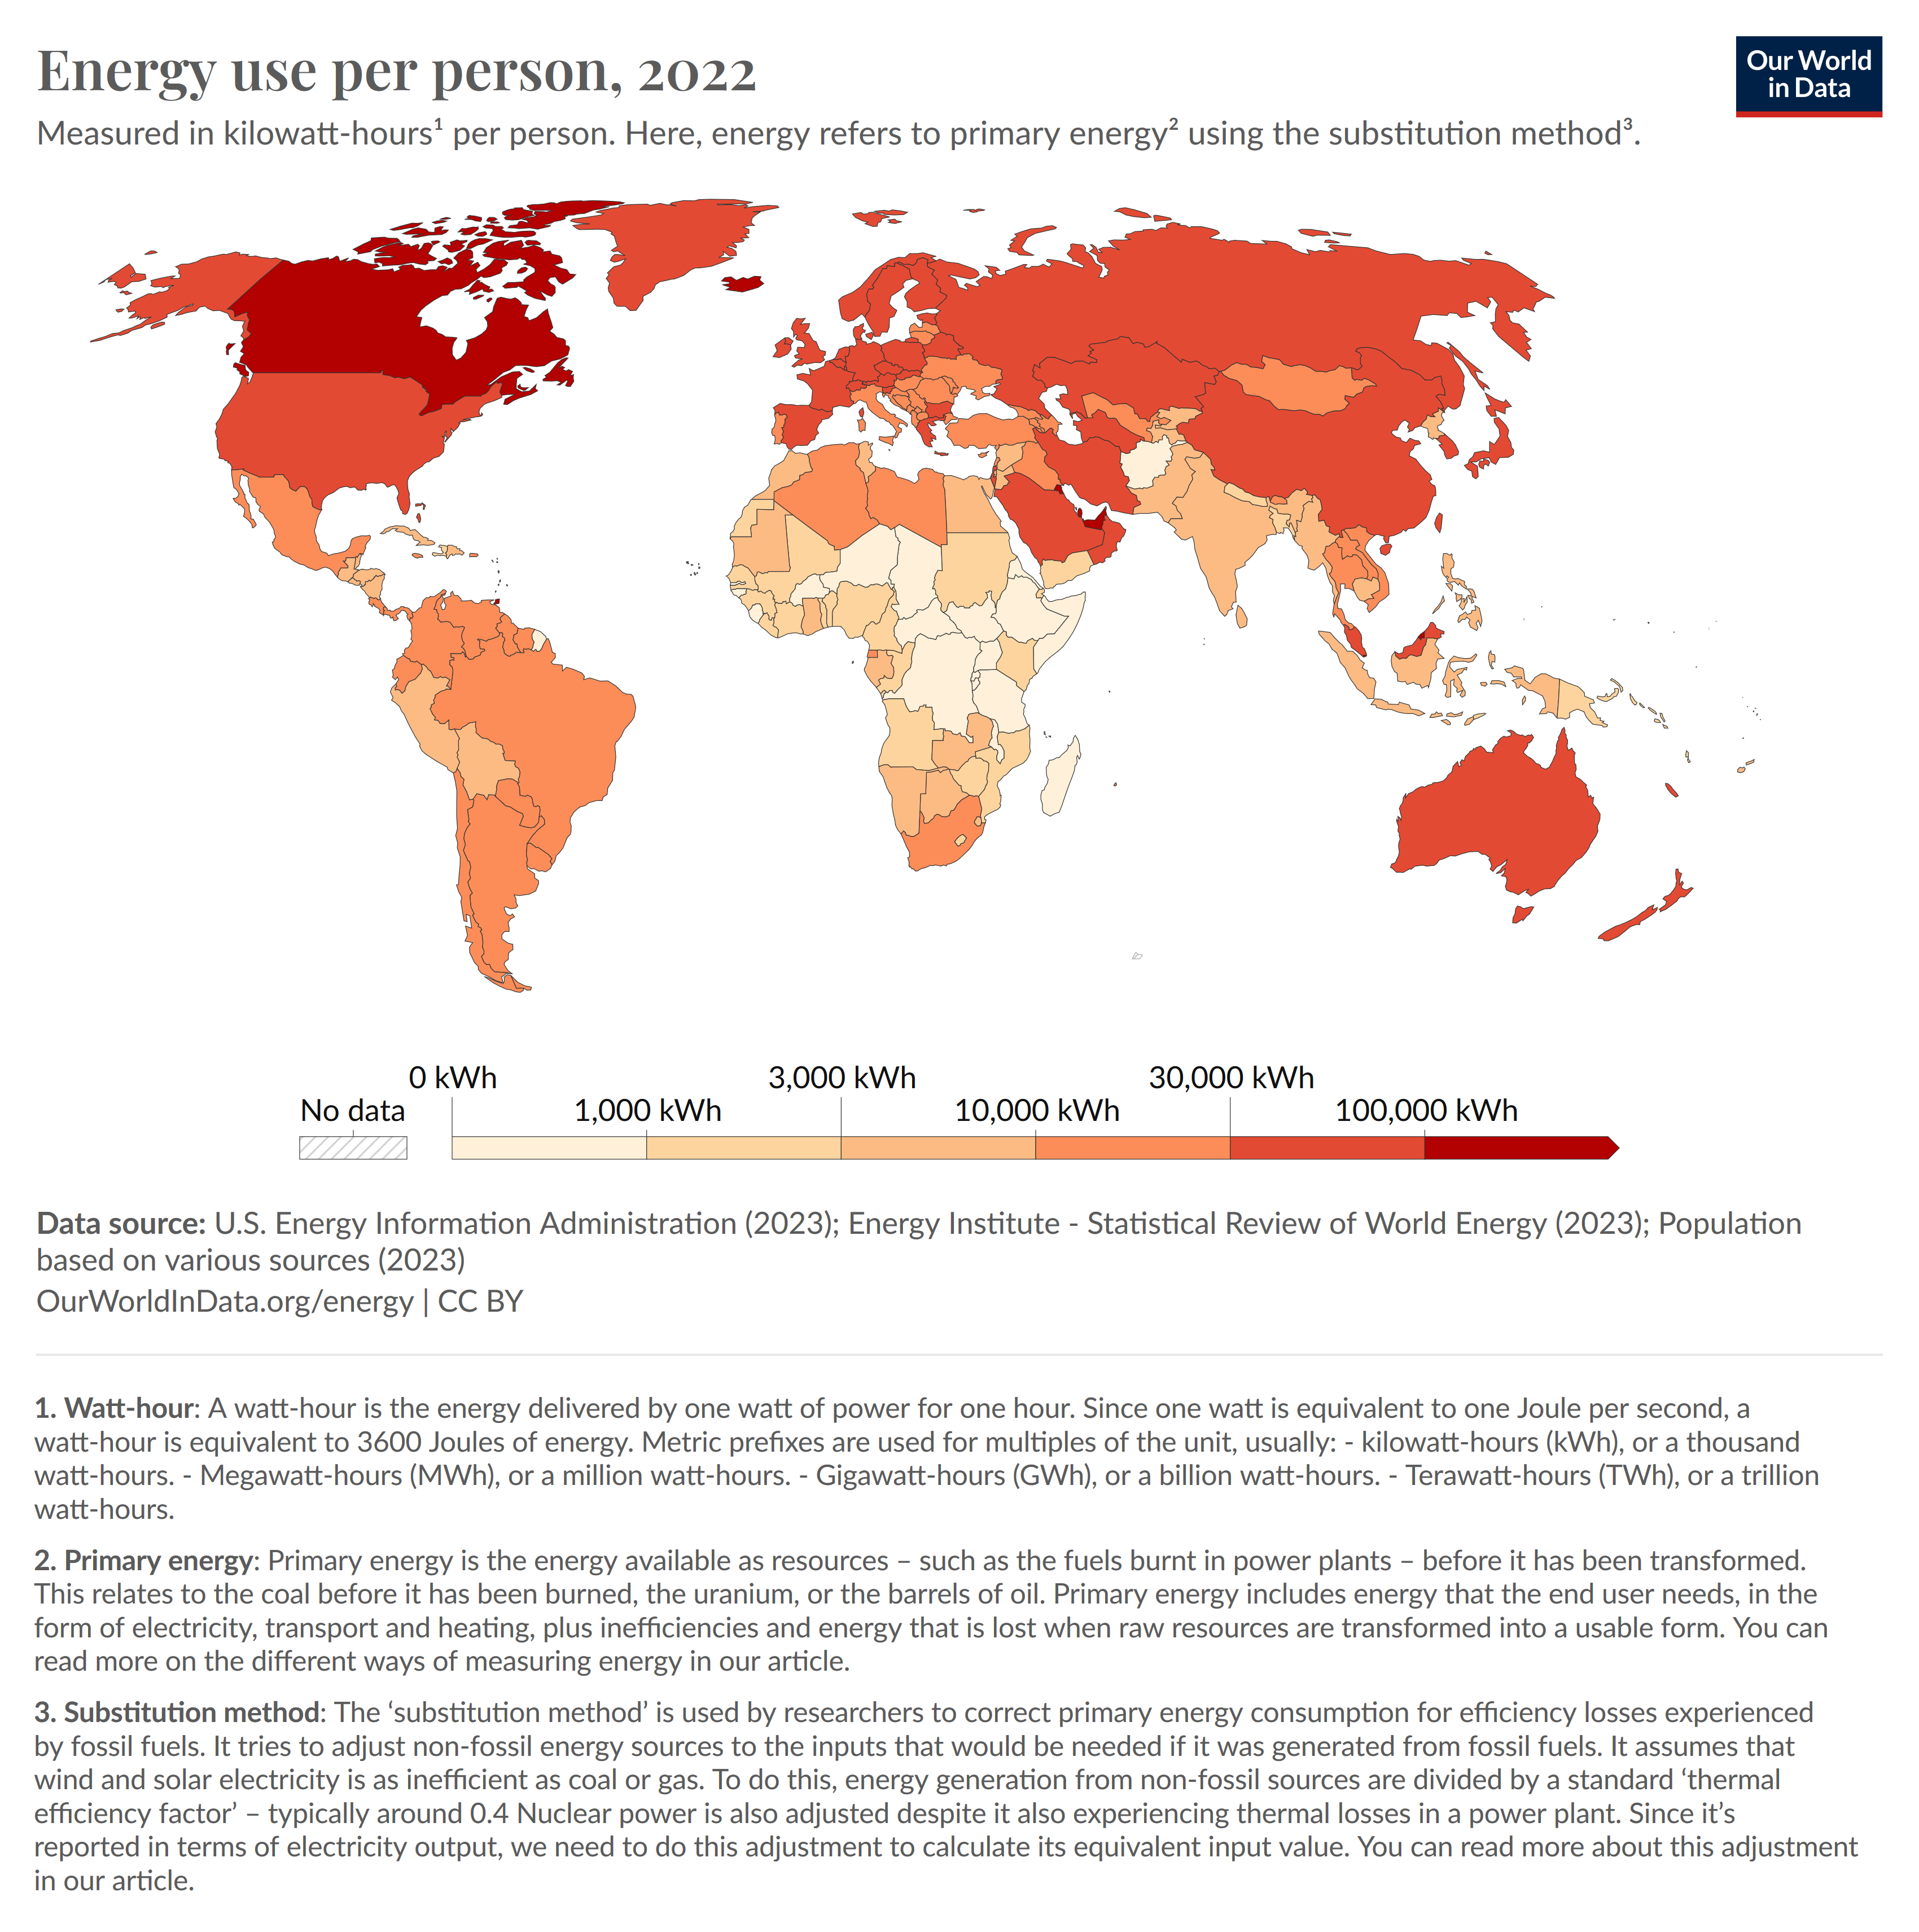 Energy use per person, 2022
Our World
in Data
Measured in kilowatt-hours¹ per person. Here, energy refers to primary energy² using the substitution method³.
0 kWh
3,000 kWh
30,000 kWh
No data
1,000 kWh
10,000 kWh
100,000 kWh
Data source: U.S. Energy Information Administration (2023); Energy Institute - Statistical Review of World Energy (2023); Population
based on various sources (2023)
OurWorldInData.org/energy | CC BY
1. Watt-hour: A watt-hour is the energy delivered by one watt of power for one hour. Since one watt is equivalent to one Joule per second, a
watt-hour is equivalent to 3600 Joules of energy. Metric prefixes are used for multiples of the unit, usually: - kilowatt-hours (kWh), or a thousand
watt-hours. - Megawatt-hours (MWh), or a million watt-hours. - Gigawatt-hours (GWh), or a billion watt-hours. - Terawatt-hours (TWh), or a trillion
watt-hours.
2. Primary energy: Primary energy is the energy available as resources – such as the fuels burnt in power plants – before it has been transformed.
This relates to the coal before it has been burned, the uranium, or the barrels of oil. Primary energy includes energy that the end user needs, in the
form of electricity, transport and heating, plus inefficiencies and energy that is lost when raw resources are transformed into a usable form. You can
read more on the different ways of measuring energy in our article.
3. Substitution method: The ‘substitution method’ is used by researchers to correct primary energy consumption for efficiency losses experienced
by fossil fuels. It tries to adjust non-fossil energy sources to the inputs that would be needed if it was generated from fossil fuels. It assumes that
wind and solar electricity is as inefficient as coal or gas. To do this, energy generation from non-fossil sources are divided by a standard ‘thermal
efficiency factor’ – typically around 0.4 Nuclear power is also adjusted despite it also experiencing thermal losses in a power plant. Since it’s
reported in terms of electricity output, we need to do this adjustment to calculate its equivalent input value. You can read more about this adjustment
in our article.